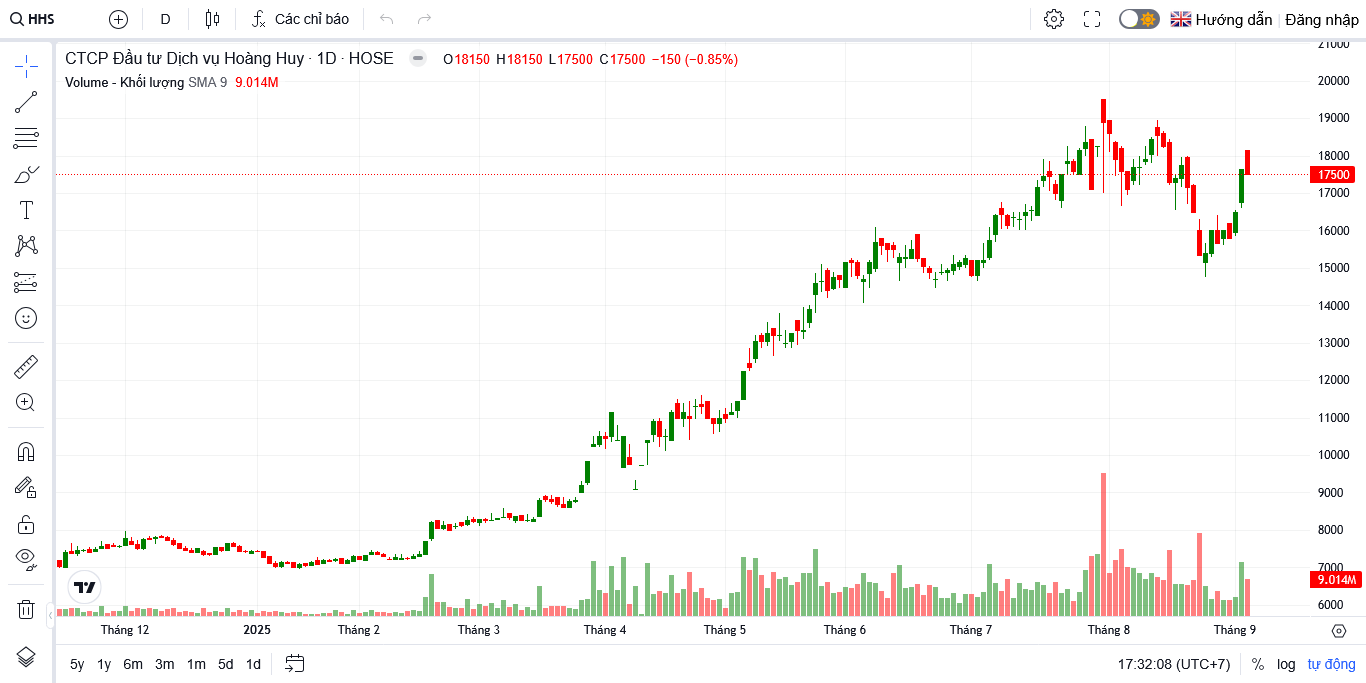 HHS D Các chỉ báo Hướng dẫn Đăng nhập
CTCP Đầu tư Dịch vụ Hoàng Huy · 1D · HOSE O18150 H18150 L17500 C17500 −150 (−0.85%)
Volume - Khối lượng SMA 9 9.014M
21000
20000
19000
18000
17500
17000
16000
15000
14000
13000
12000
11000
10000
9000
8000
7000
9.014M
6000
Tháng 12 2025 Tháng 2 Tháng 3 Tháng 4 Tháng 5 Tháng 6 Tháng 7 Tháng 8 Tháng 9
5y 1y 6m 3m 1m 5d 1d 17:32:08 (UTC+7) % log tự động